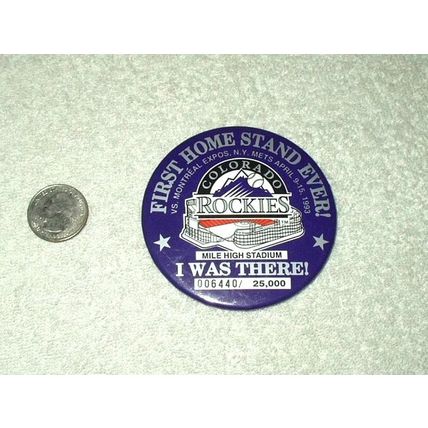 FIRST HOME STAND EVER!
VS. MONTREAL EXPOS, N.Y. METS APRIL 9-15, 1993
COLORADO
ROCKIES
TM
MILE HIGH STADIUM
I WAS THERE!
006440/ 25,000